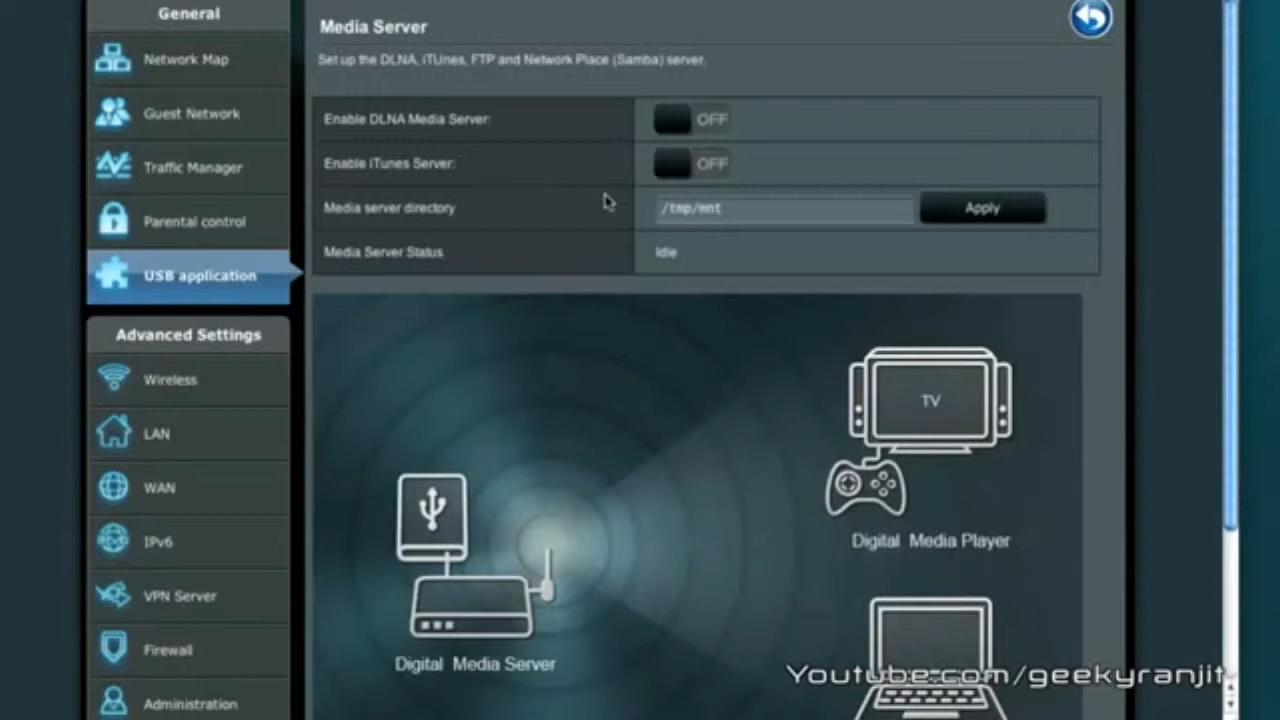 General
Network Map
Guest Network
Traffic Manager
Parental control
USB application
Advanced Settings
Wireless
LAN
WAN
IPv6
VPN Server
Firewall
Administration
Media Server
Set up the DLNA, iTUnes, FTP and Network Place (Samba) server.
Enable DLNA Media Server: OFF
Enable iTunes Server: OFF
Media server directory /tmp/mnt Apply
Media Server Status Idle
TV
Digital Media Player
Digital Media Server
Youtube.com/geekyranjit